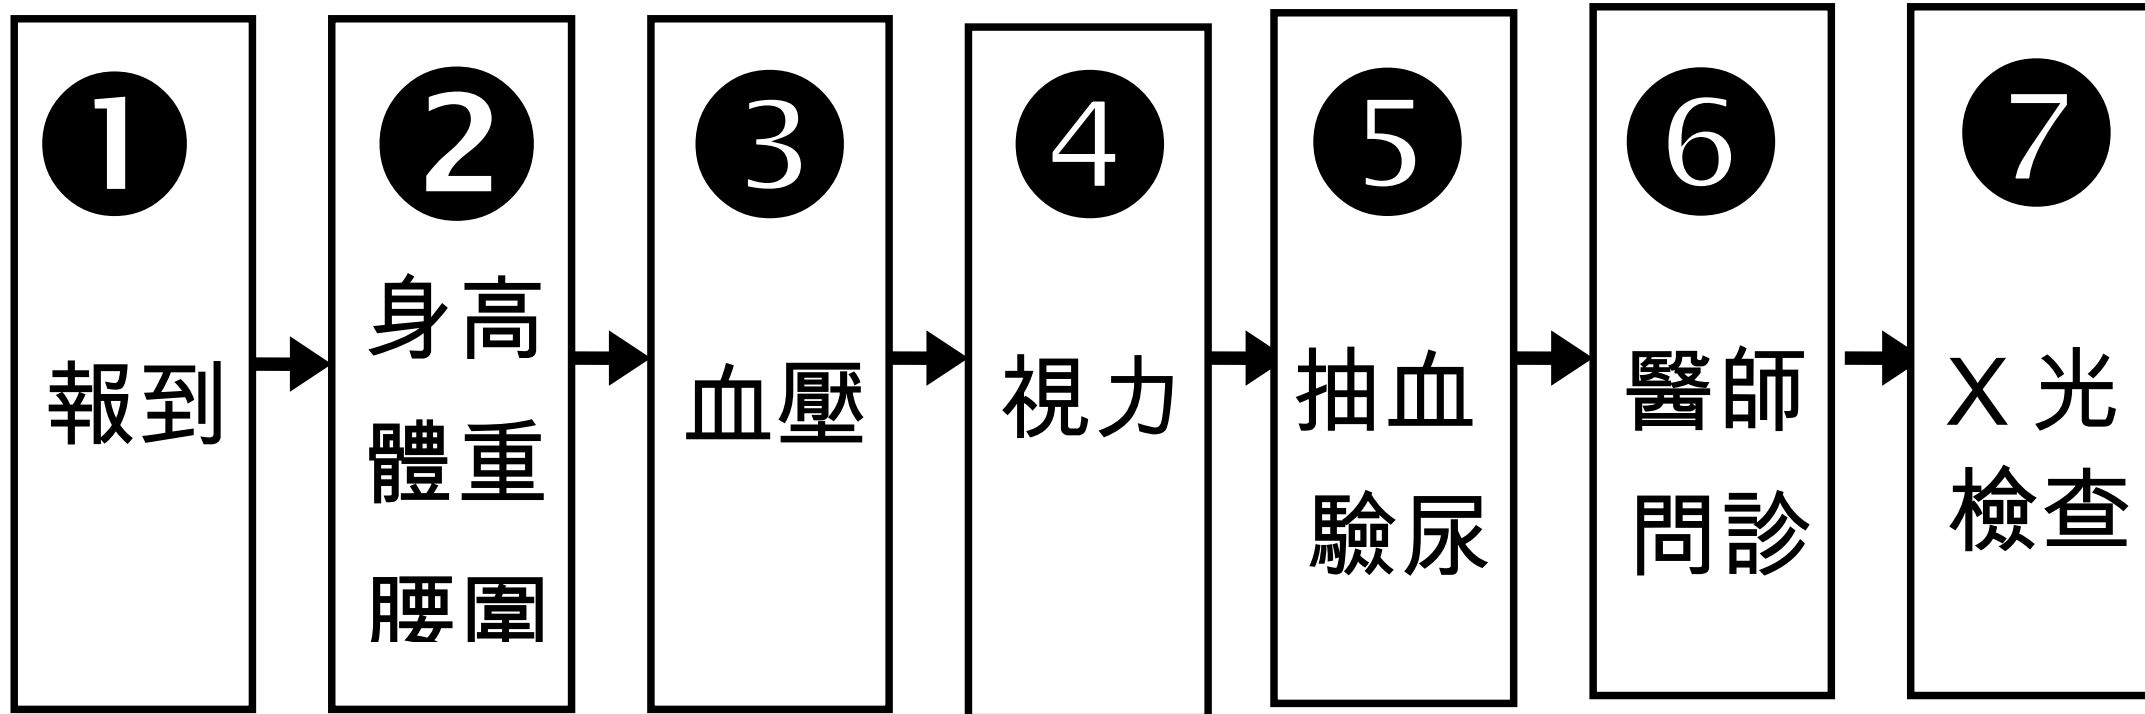 ❶
報到
❷
身高
體重
腰圍
❸
血壓
❹
視力
❺
抽血
驗尿
❻
醫師
問診
❼
X 光
檢查